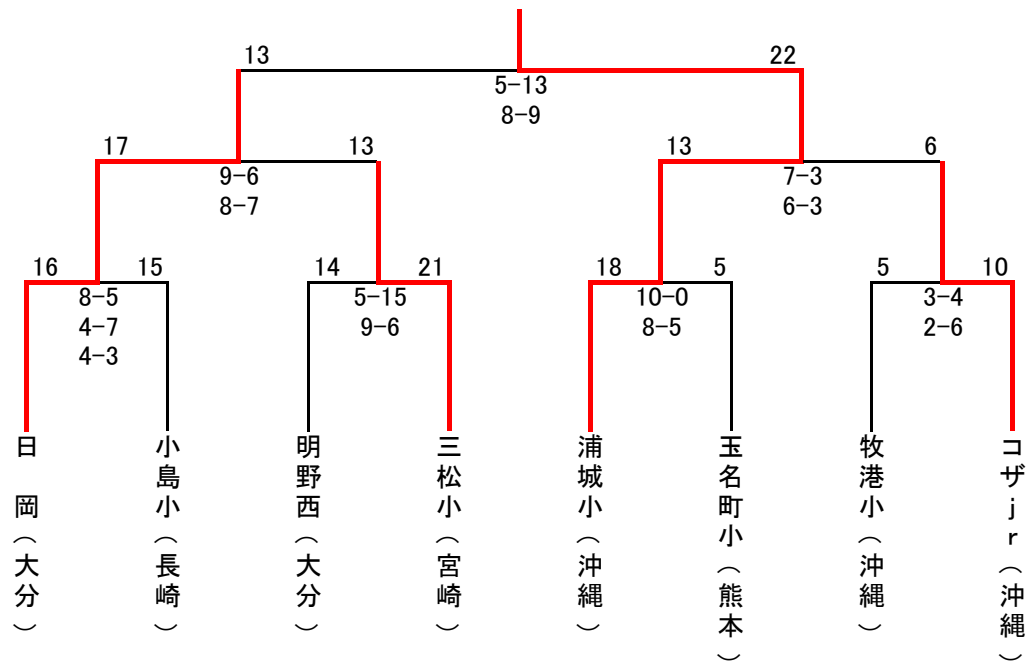 13 22
5-13
8-9
17 13 13 6
9-6 7-3
8-7 6-3
16 15 14 21 18 5 5 10
8-5 5-15 10-0 3-4
4-7 9-6 8-5 2-6
4-3
日 岡(大分)
小島小(長崎)
明野西(大分)
三松小(宮崎)
浦城小(沖縄)
玉名町小(熊本)
牧港小(沖縄)
コザjr(沖縄)